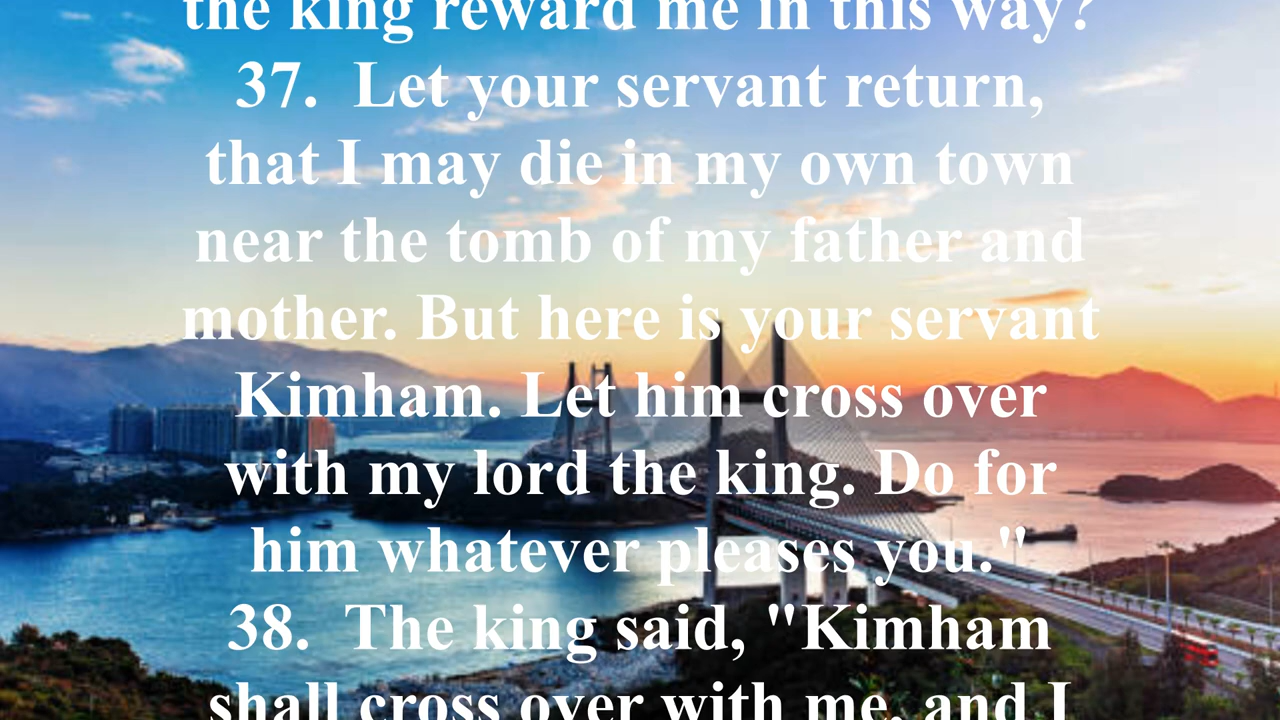 the king reward me in this way?
37.  Let your servant return,
that I may die in my own town
near the tomb of my father and
mother. But here is your servant
Kimham. Let him cross over
with my lord the king. Do for
him whatever pleases you."
38.  The king said, "Kimham
shall cross over with me, and I